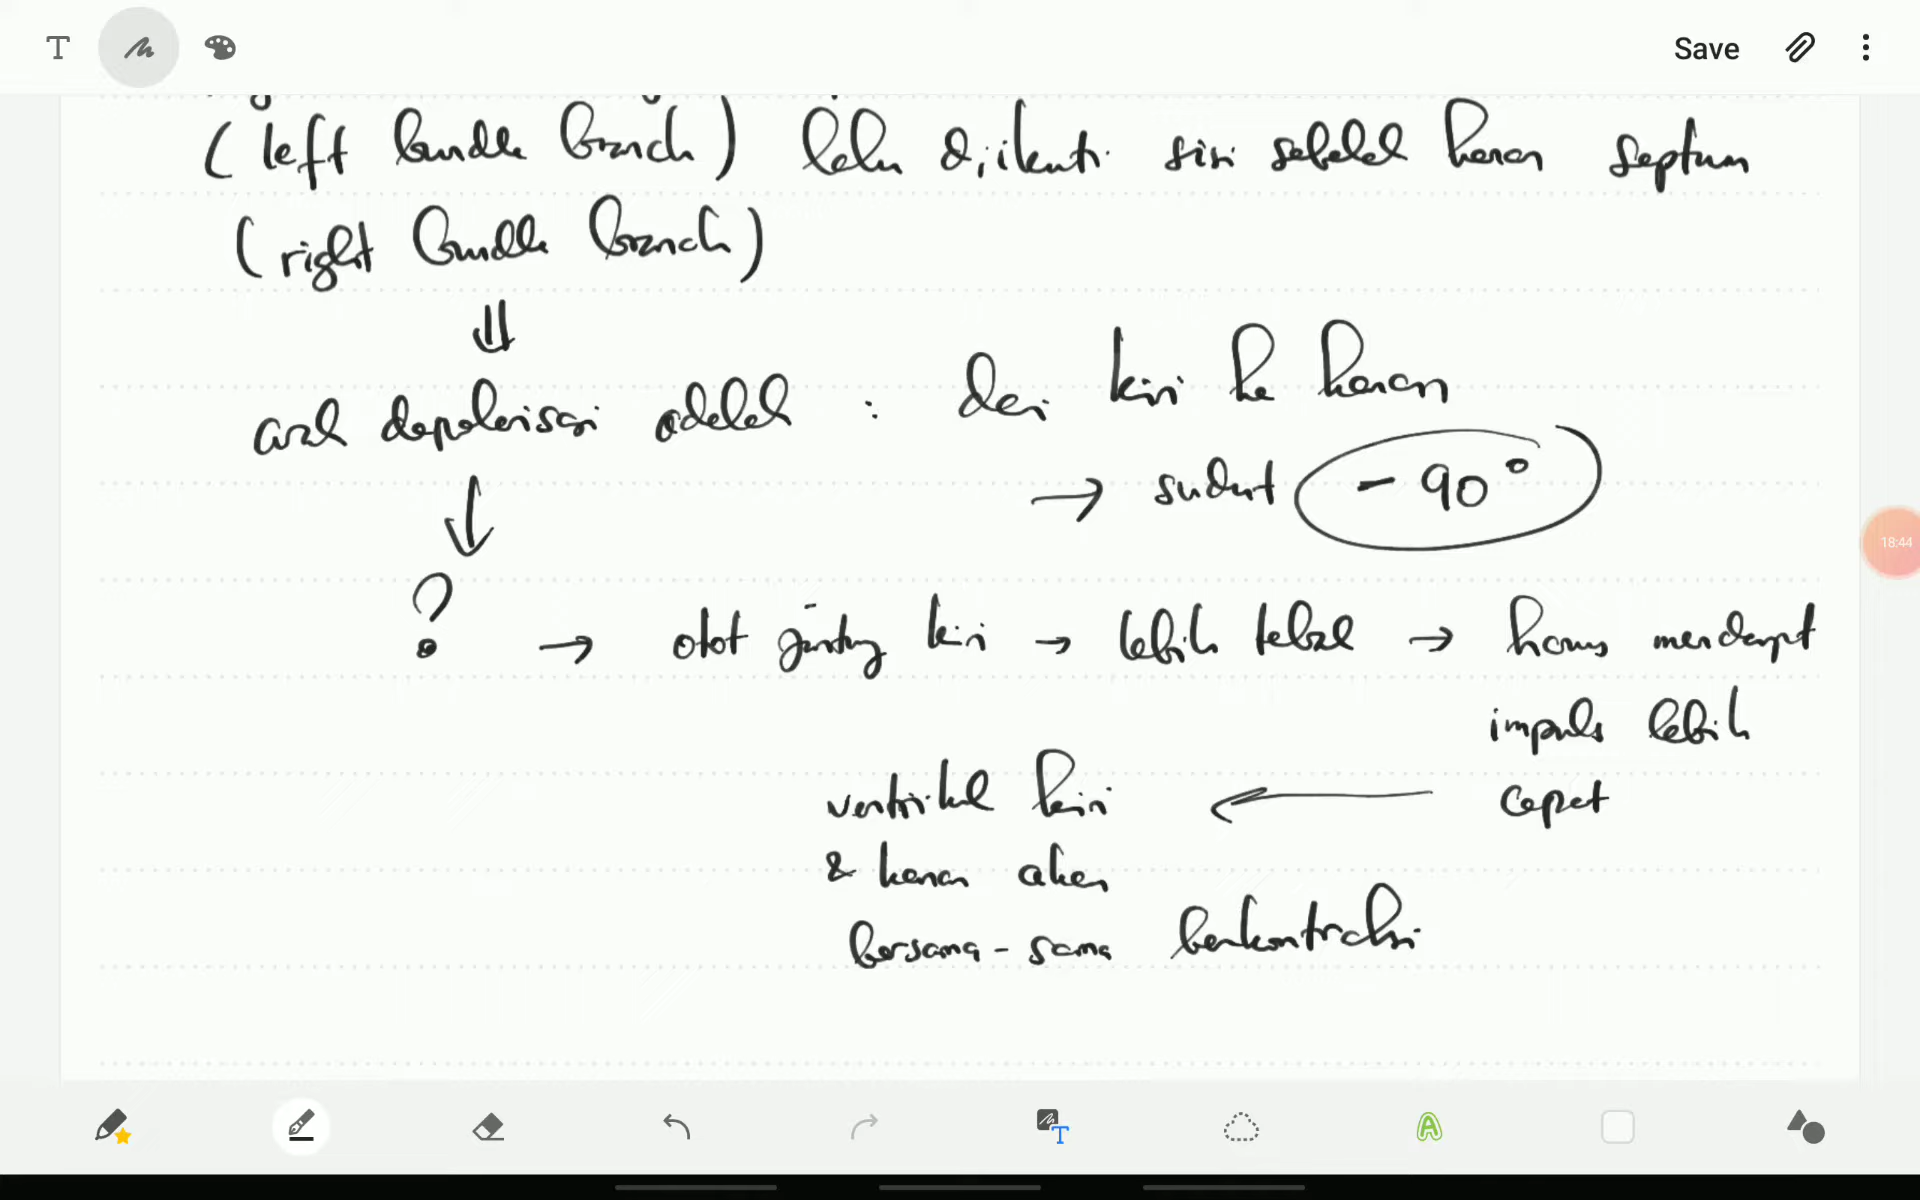 Save
(left bundle branch) lalu diikuti sisi sebelah kanan septum
(right bundle branch)
arah depolarisasi adalah : dari kiri ke kanan
→ sudut - 90°
18:44
? → otot jantung kiri → lebih tebal → harus mendapat
impuls lebih
cepat
ventrikel kiri
& kanan akan
bersama - sama berkontraksi